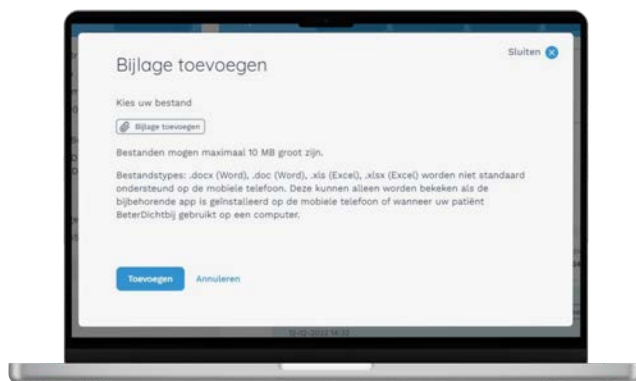 Sluiten
Bijlage toevoegen
Kies uw bestand
Bijlage toevoegen
Bestanden mogen maximaal 10 MB groot zijn.
Bestandstypes: .docx (Word), .doc (Word), .xls (Excel), .xlsx (Excel) worden niet standaard
ondersteund op de mobiele telefoon. Deze kunnen alleen worden bekeken als de
bijbehorende app is geïnstalleerd op de mobiele telefoon of wanneer uw patiënt
BeterDichtbij gebruikt op een computer.
Toevoegen Annuleren